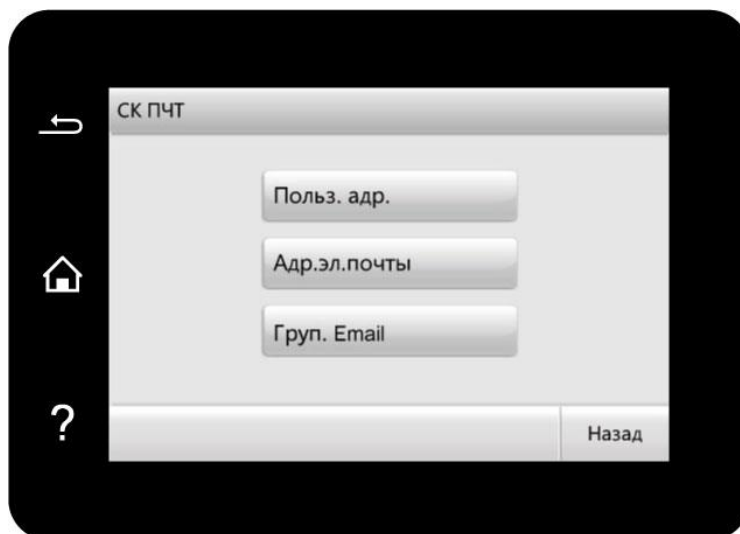 СК ПЧТ
Польз. адр.
Адр.эл.почты
Груп. Email
?
Назад